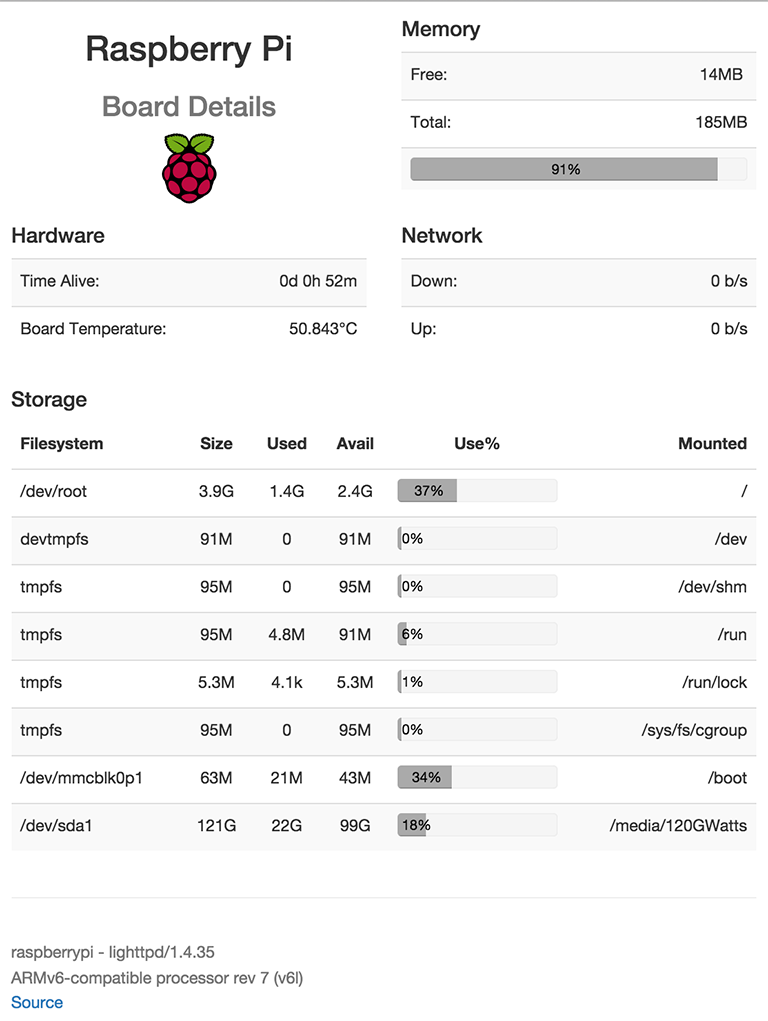 Raspberry Pi
Board Details
Memory
Free: 14MB
Total: 185MB
91%
Hardware
Time Alive: 0d 0h 52m
Board Temperature: 50.843°C
Network
Down: 0 b/s
Up: 0 b/s
Storage
Filesystem Size Used Avail Use% Mounted
/dev/root 3.9G 1.4G 2.4G 37% /
devtmpfs 91M 0 91M 0% /dev
tmpfs 95M 0 95M 0% /dev/shm
tmpfs 95M 4.8M 91M 6% /run
tmpfs 5.3M 4.1k 5.3M 1% /run/lock
tmpfs 95M 0 95M 0% /sys/fs/cgroup
/dev/mmcblk0p1 63M 21M 43M 34% /boot
/dev/sda1 121G 22G 99G 18% /media/120GWatts
raspberrypi - lighttpd/1.4.35
ARMv6-compatible processor rev 7 (v6l)
Source